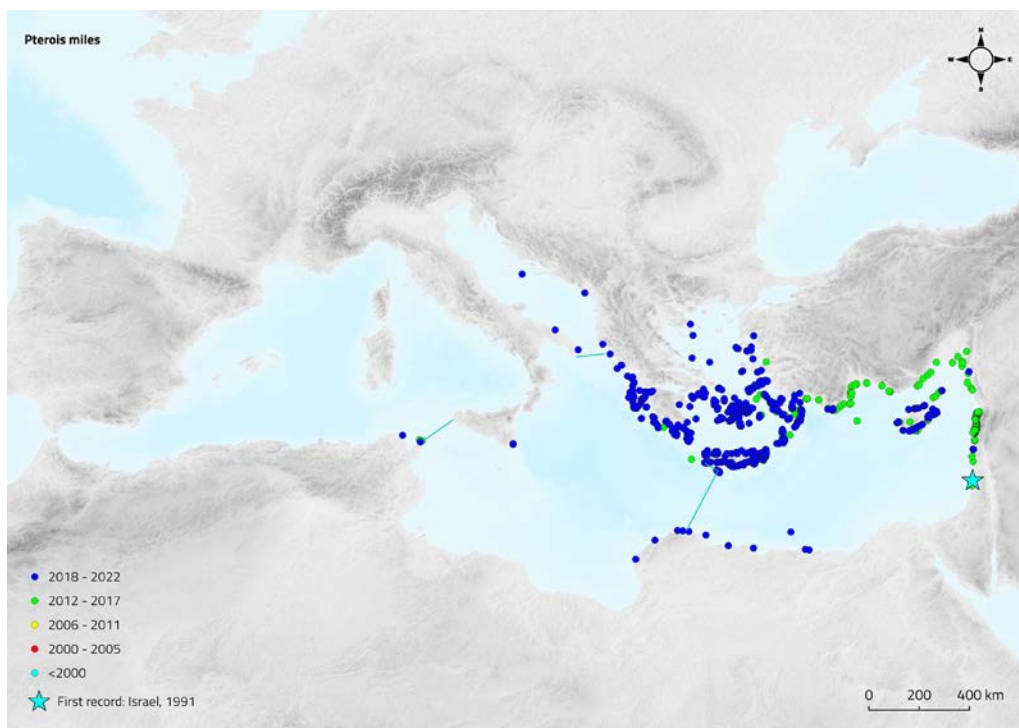 Pterois miles
N
W E
S
2018 - 2022
2012 - 2017
2006 - 2011
2000 - 2005
<2000
First record: Israel, 1991
0 200 400 km